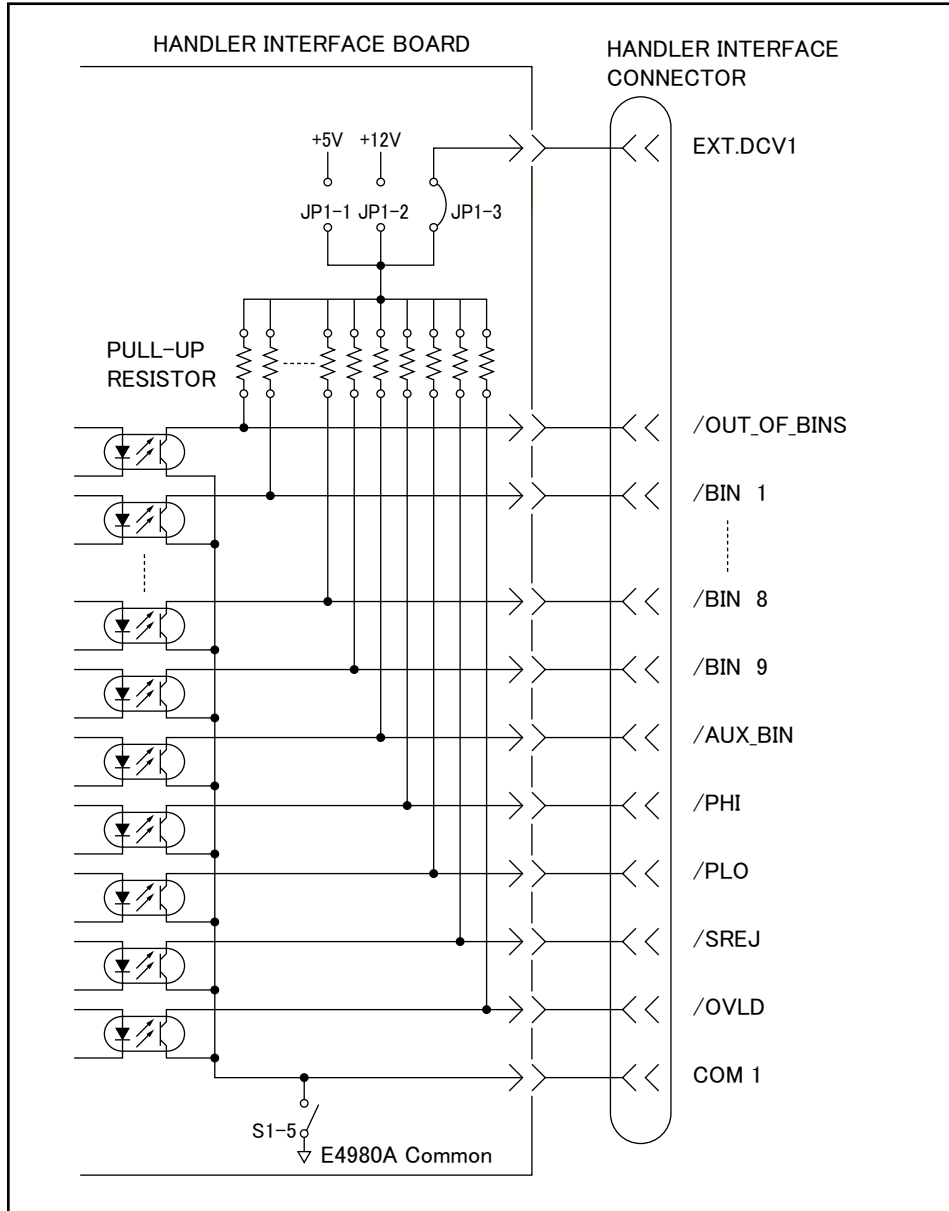 HANDLER INTERFACE BOARD
HANDLER INTERFACE
CONNECTOR
+5V +12V
EXT.DCV1
JP1-1 JP1-2 JP1-3
PULL-UP
RESISTOR
/OUT_OF_BINS
/BIN 1
/BIN 8
/BIN 9
/AUX_BIN
/PHI
/PLO
/SREJ
/OVLD
COM 1
S1-5
E4980A Common